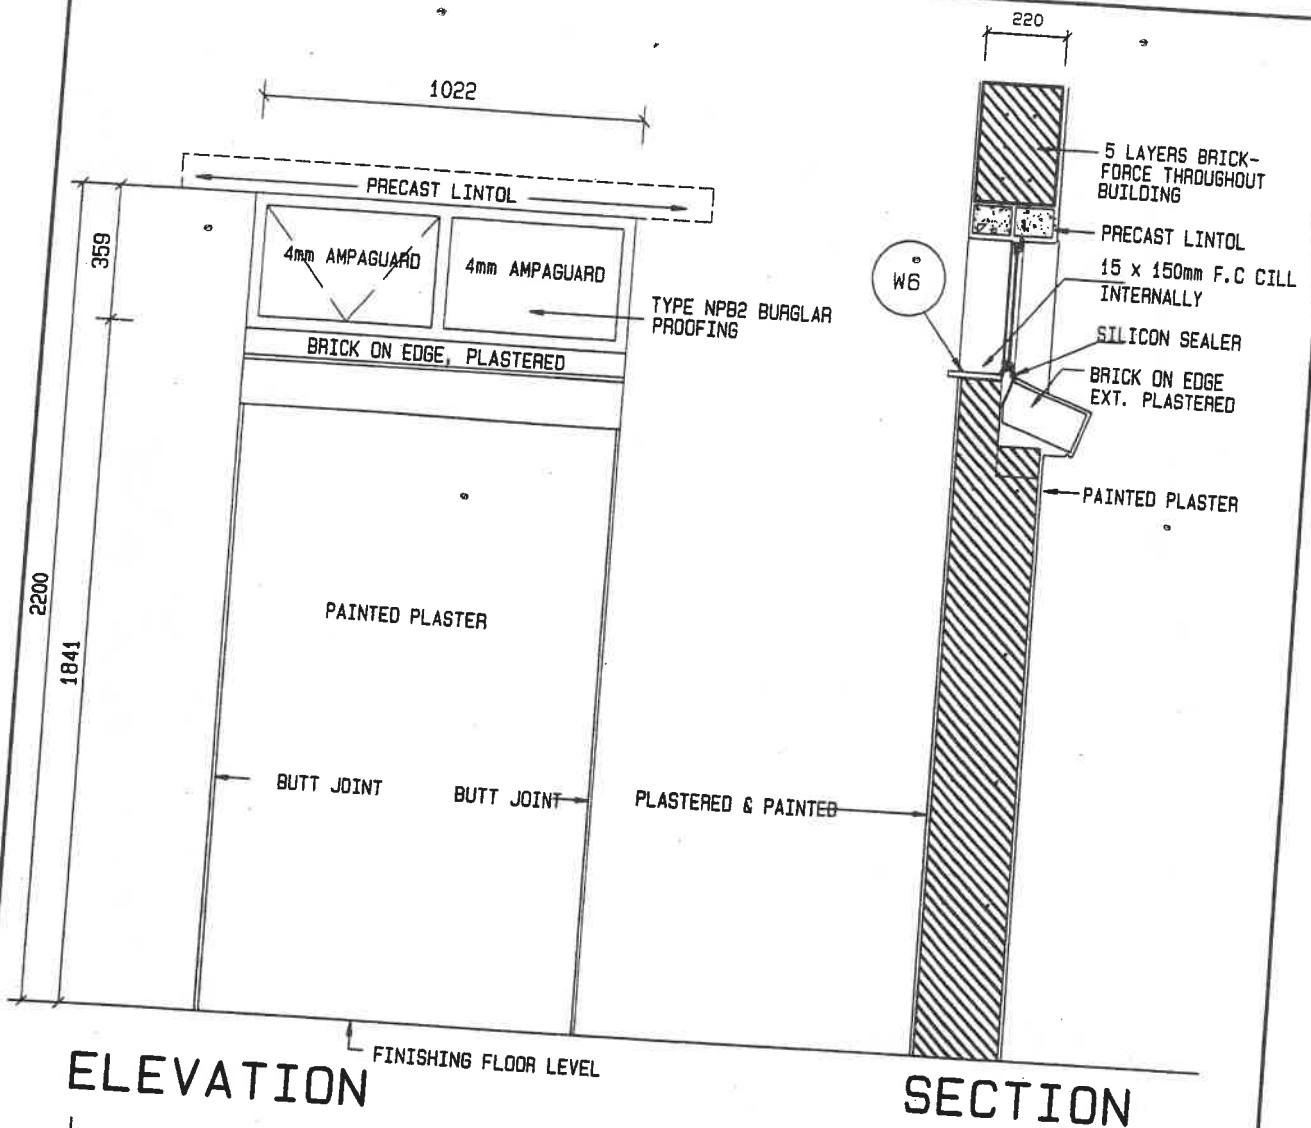 220
1022
5 LAYERS BRICK-
FORCE THROUGHOUT
BUILDING
PRECAST LINTOL
PRECAST LINTOL
359
4mm AMPAGUARD
4mm AMPAGUARD
W6
15 x 150mm F.C CILL
INTERNALLY
TYPE NPB2 BURGLAR
PROOFING
SILICON SEALER
BRICK ON EDGE, PLASTERED
BRICK ON EDGE
EXT. PLASTERED
PAINTED PLASTER
2200
1841
PAINTED PLASTER
BUTT JOINT
BUTT JOINT
PLASTERED & PAINTED
FINISHING FLOOR LEVEL
ELEVATION
SECTION